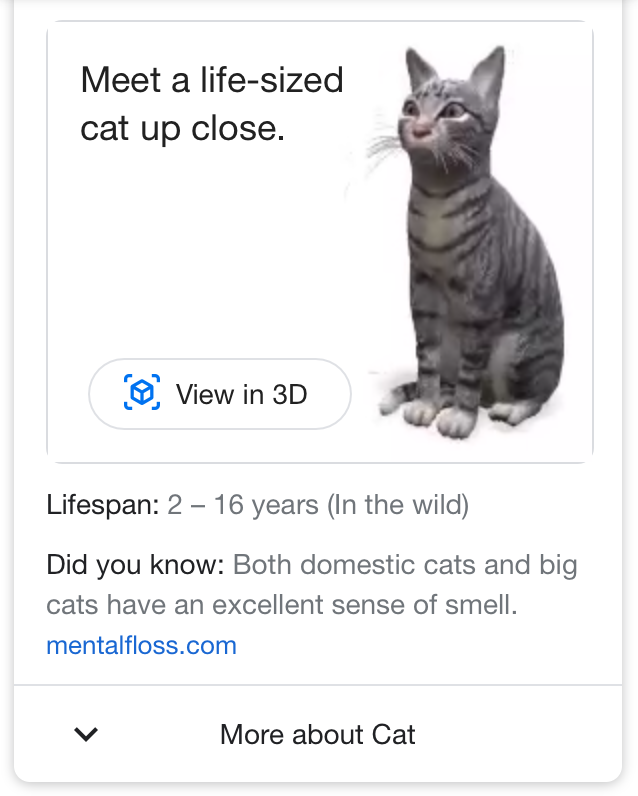 Meet a life-sized
cat up close.
View in 3D
Lifespan: 2 – 16 years (In the wild)
Did you know: Both domestic cats and big
cats have an excellent sense of smell.
mentalfloss.com
More about Cat